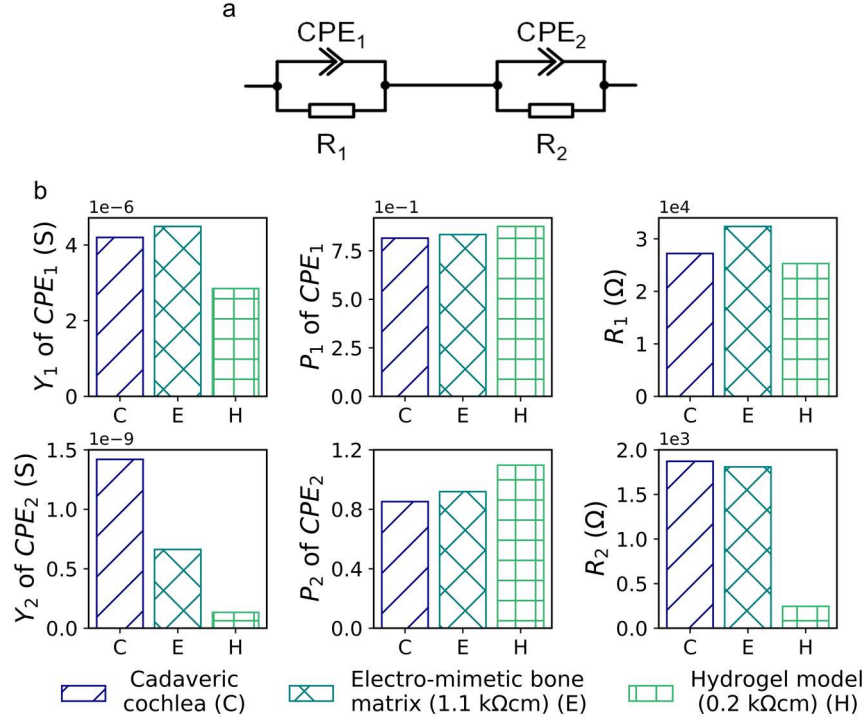 a
CPE₁ CPE₂
R₁ R₂
b
1e−6
Y₁ of CPE₁ (S)
4
2
0
C E H
1e−1
P₁ of CPE₁
7.5
5.0
2.5
0.0
C E H
1e4
R₁ (Ω)
3
2
1
0
C E H
1e−9
Y₂ of CPE₂ (S)
1.5
1.0
0.5
0.0
C E H
P₂ of CPE₂
1.2
0.8
0.4
0.0
C E H
1e3
R₂ (Ω)
2.0
1.5
1.0
0.5
0.0
C E H
Cadaveric
cochlea (C)
Electro-mimetic bone
matrix (1.1 kΩcm) (E)
Hydrogel model
(0.2 kΩcm) (H)